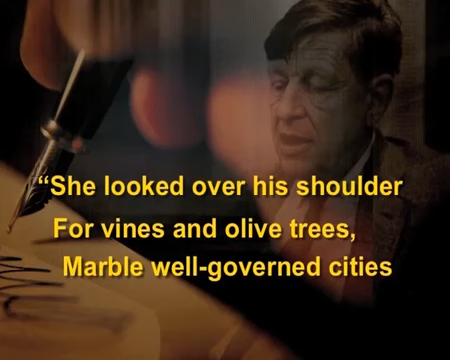 “She looked over his shoulder
For vines and olive trees,
Marble well-governed cities